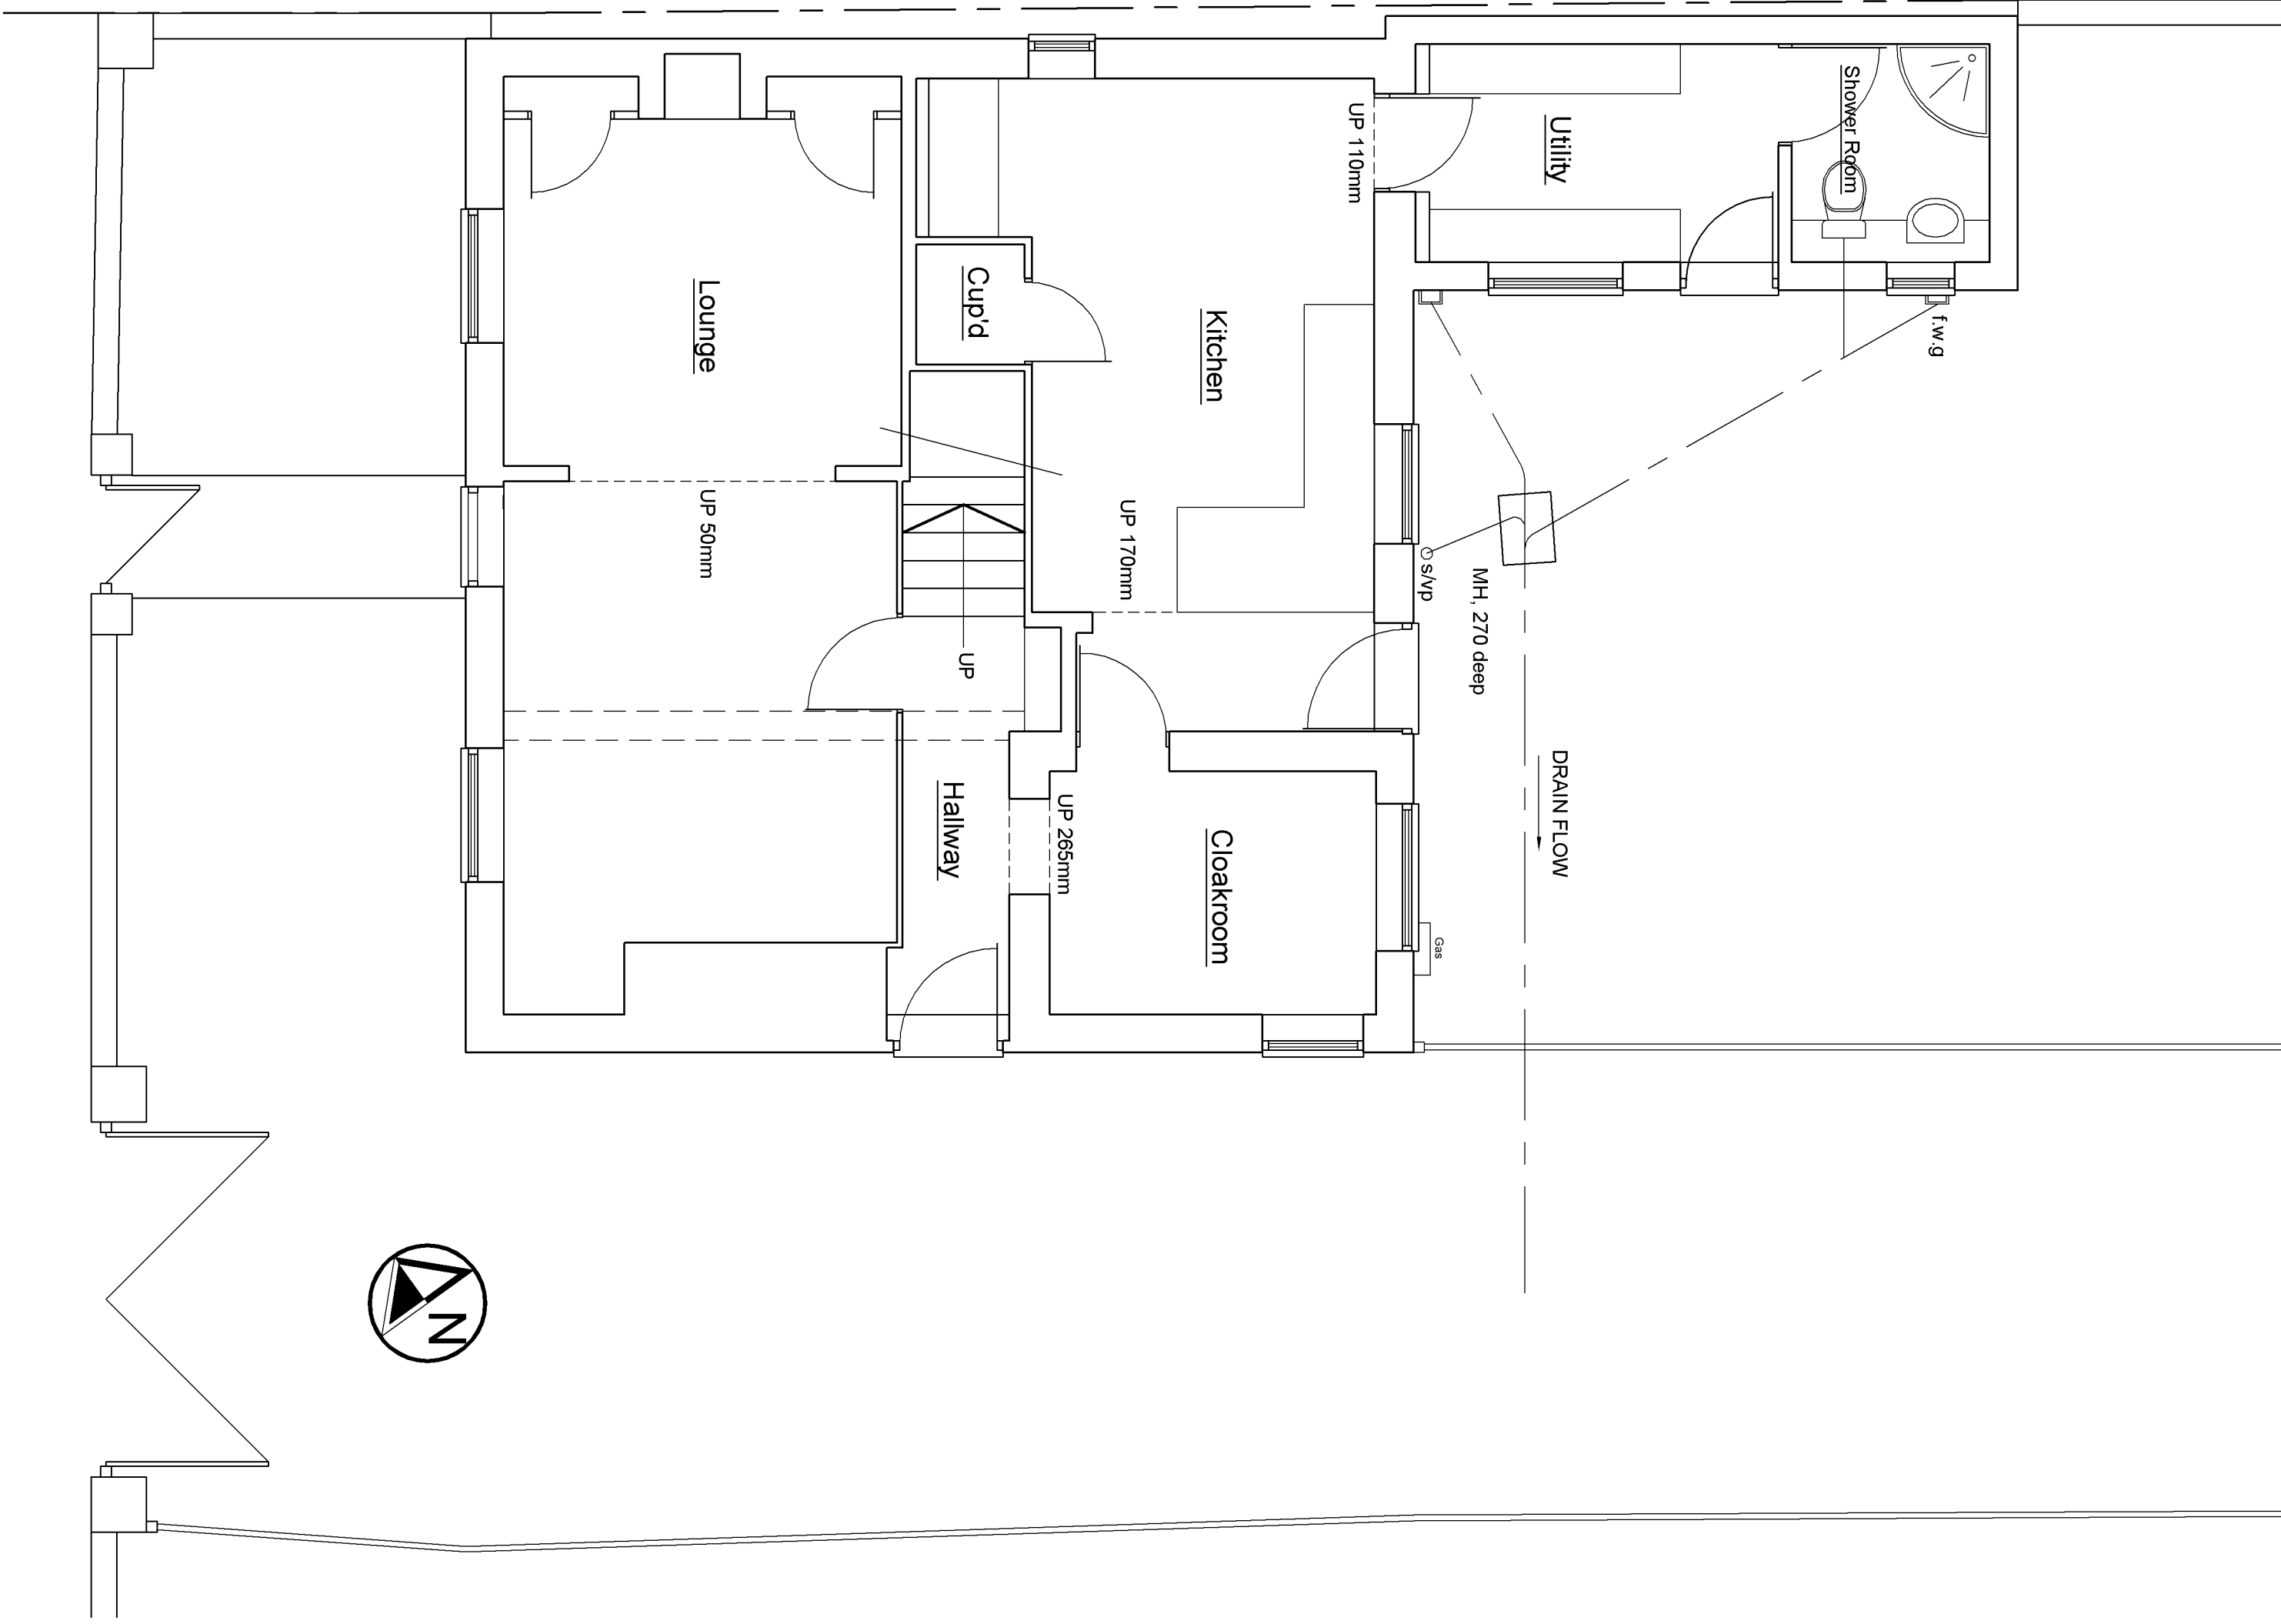 Shower Room
f.w.g
Utility
UP 110mm
Kitchen
Cup'd
Lounge
s/vp
MH, 270 deep
UP 170mm
UP 50mm
UP
DRAIN FLOW
Hallway
UP 265mm
Cloakroom
Gas
N